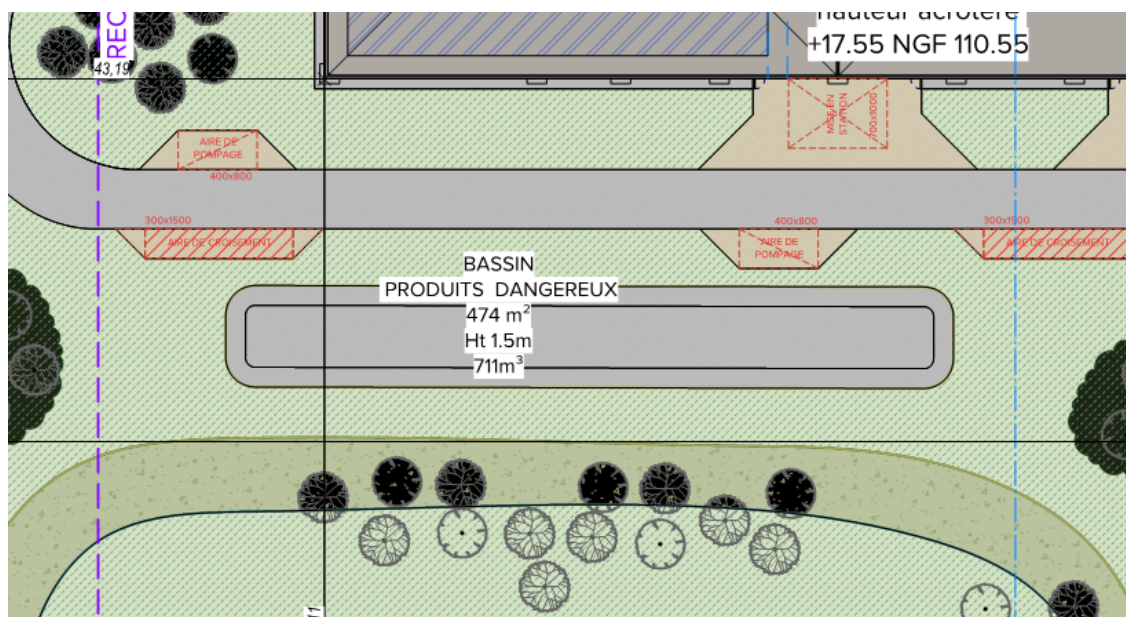 hauteur acrotère
+17.55 NGF 110.55
REC
43,19
MISE EN
STATION
700x1000
AIRE DE
POMPAGE
400x800
300x1500
AIRE DE CROISEMENT
400x800
AIRE DE
POMPAGE
300x1500
AIRE DE CROISEMENT
BASSIN
PRODUITS DANGEREUX
474 m²
Ht 1.5m
711m³